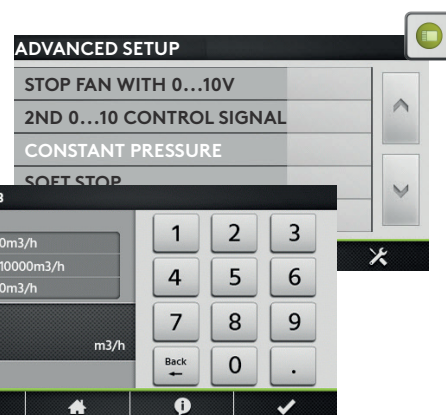 ADVANCED SETUP
STOP FAN WITH 0...10V
2ND 0...10 CONTROL SIGNAL
CONSTANT PRESSURE
SOFT STOP
0m3/h
10000m3/h
0m3/h
m3/h
1 2 3
4 5 6
7 8 9
Back 0 .